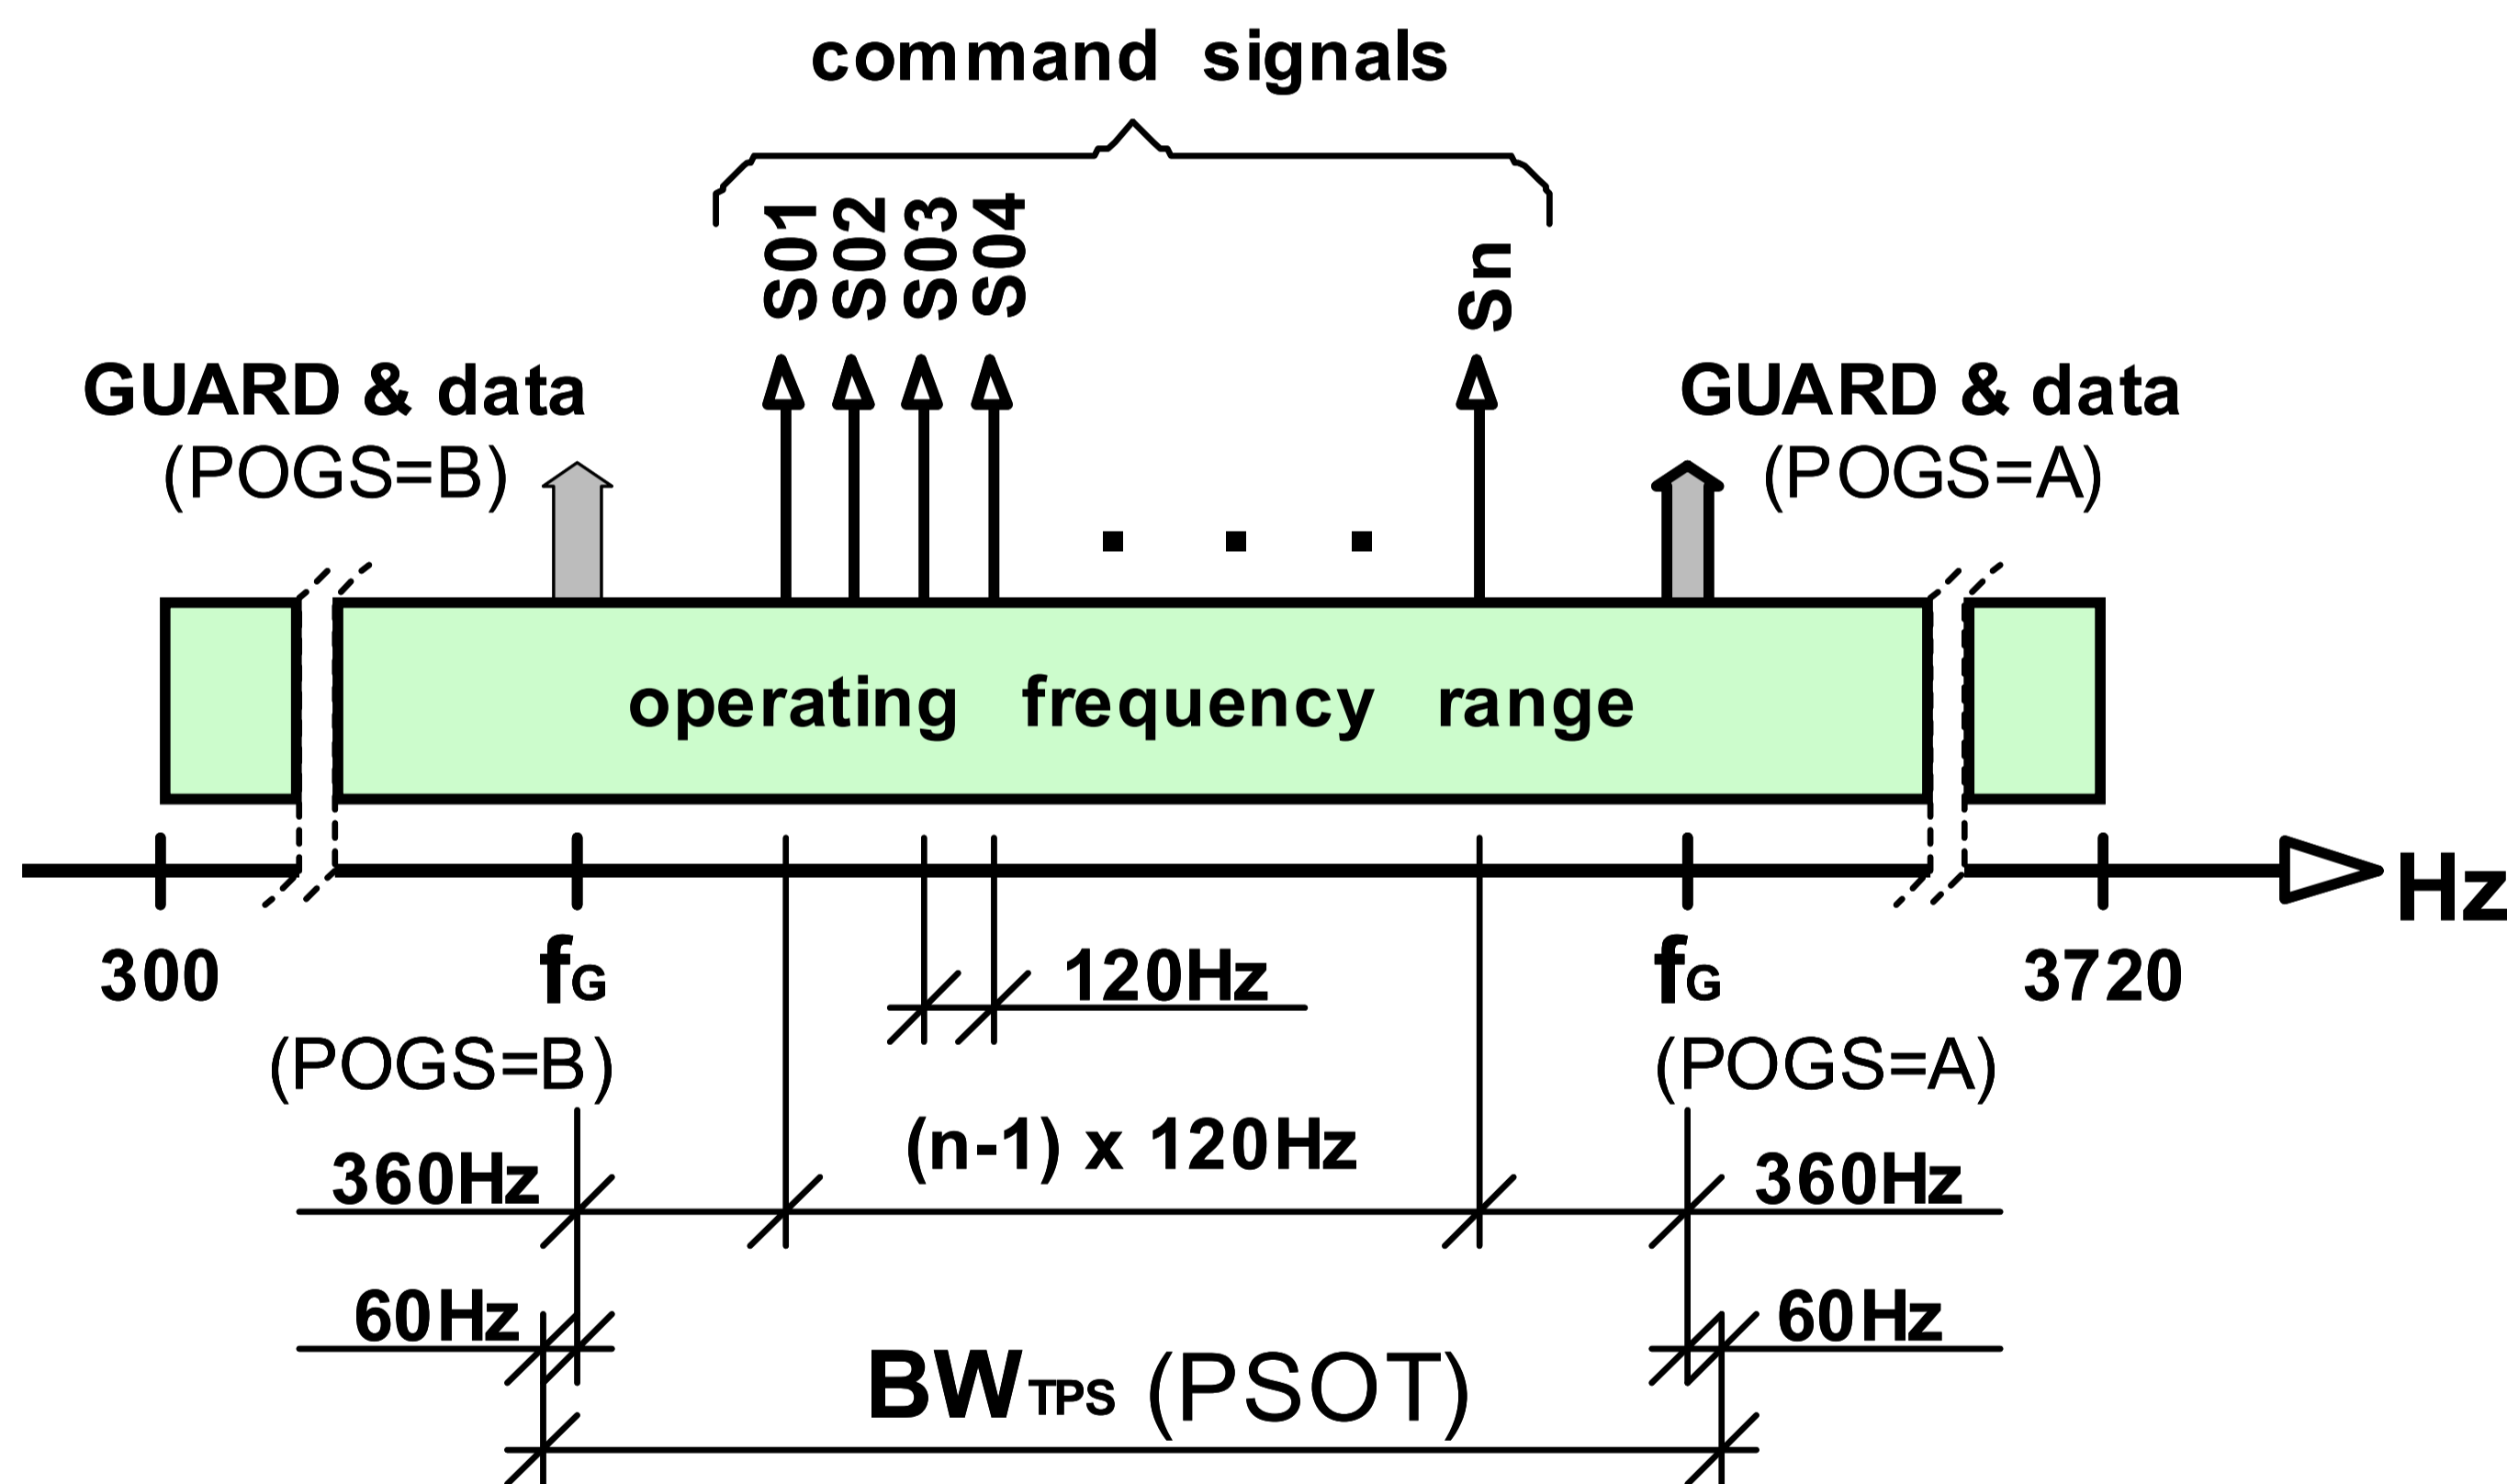 command signals
S01
S02
S03
S04
Sn
GUARD & data
(POGS=B)
GUARD & data
(POGS=A)
operating frequency range
Hz
300
fG
(POGS=B)
120Hz
fG
(POGS=A)
3720
(n-1) x 120Hz
360Hz
360Hz
60Hz
60Hz
BWTPS (PSOT)